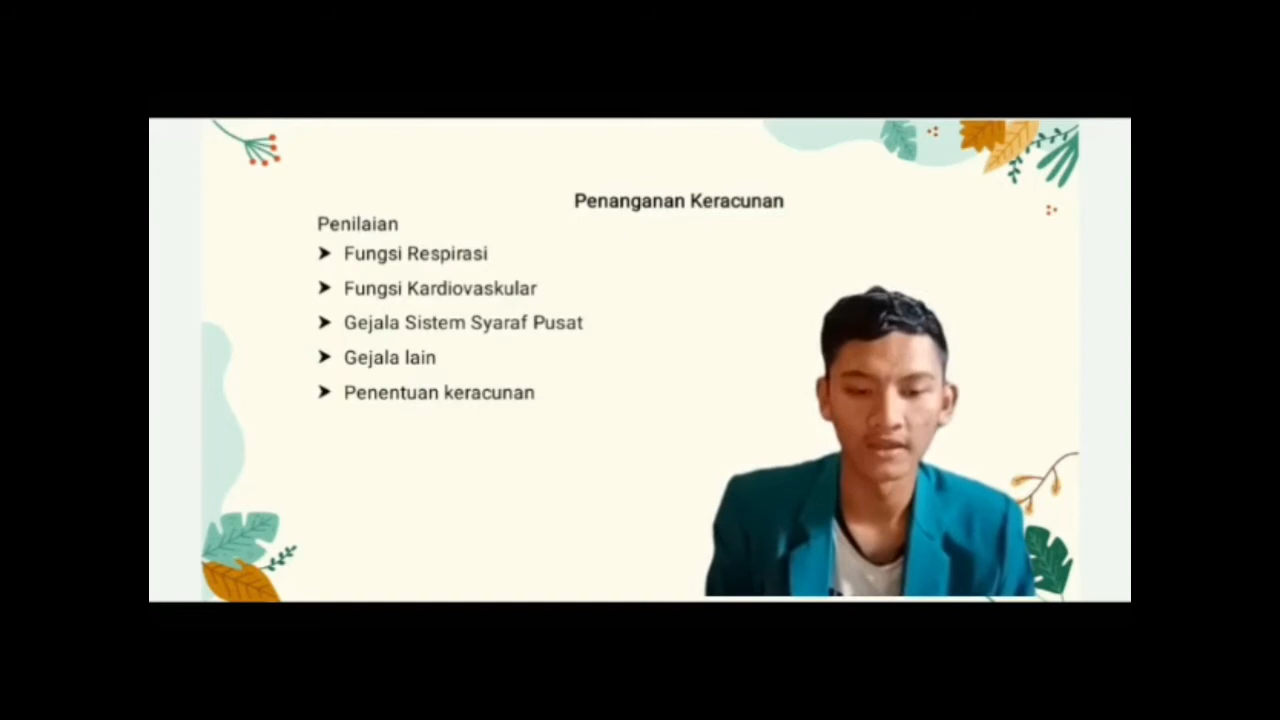 Penanganan Keracunan
Penilaian
Fungsi Respirasi
Fungsi Kardiovaskular
Gejala Sistem Syaraf Pusat
Gejala lain
Penentuan keracunan